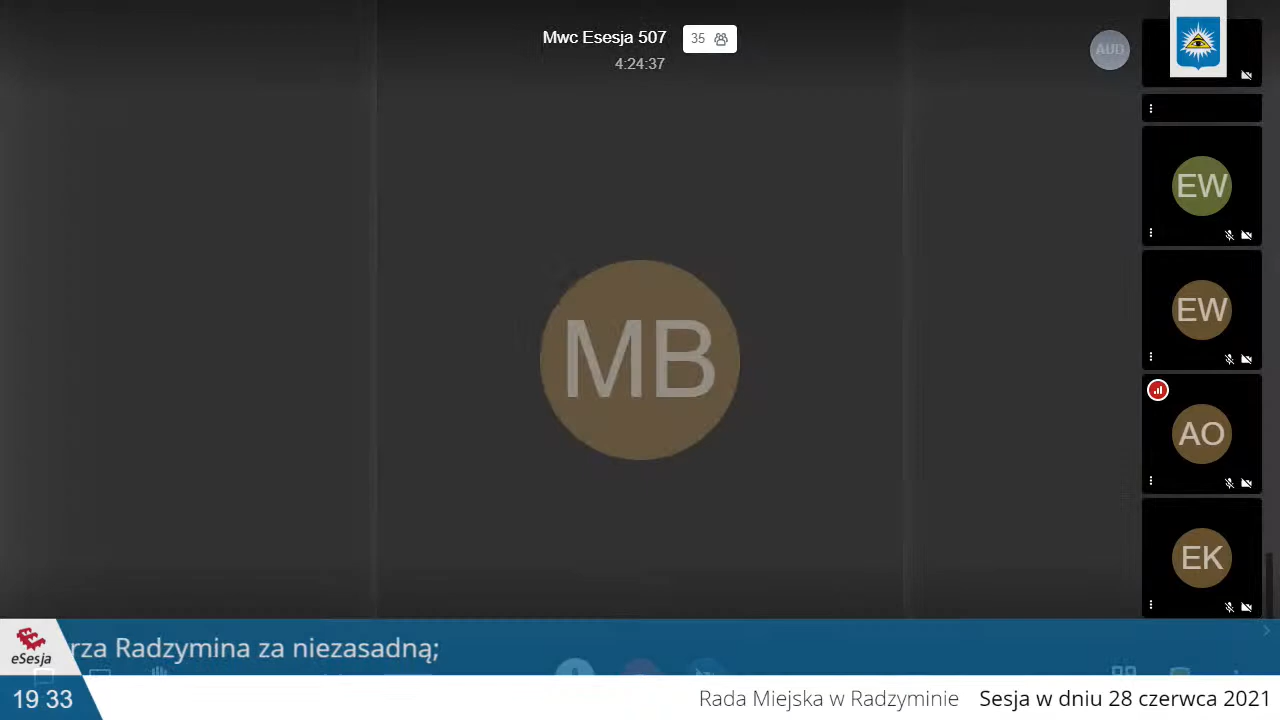 Mwc Esesja 507
35
4:24:37
AUD
EW
EW
MB
AO
EK
rza Radzymina za niezasadną;
eSesja
19 33
Rada Miejska w Radzyminie Sesja w dniu 28 czerwca 2021